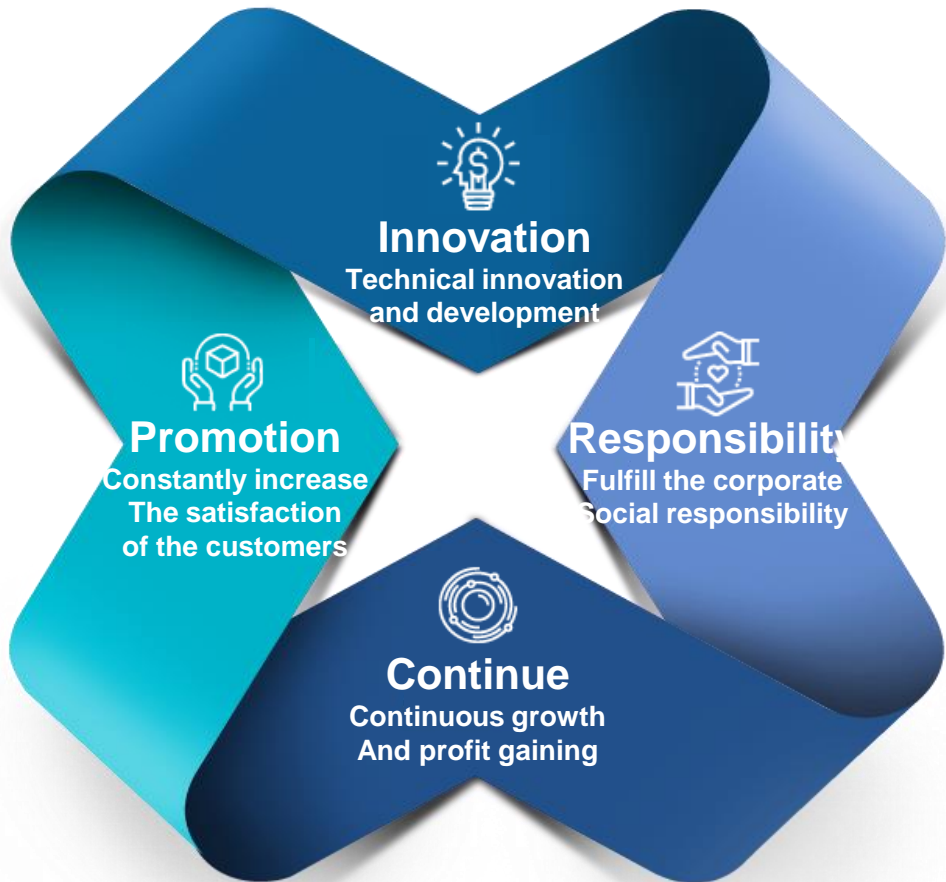 Innovation
Technical innovation
and development
Promotion
Constantly increase
The satisfaction
of the customers
Responsibility
Fulfill the corporate
Social responsibility
Continue
Continuous growth
And profit gaining